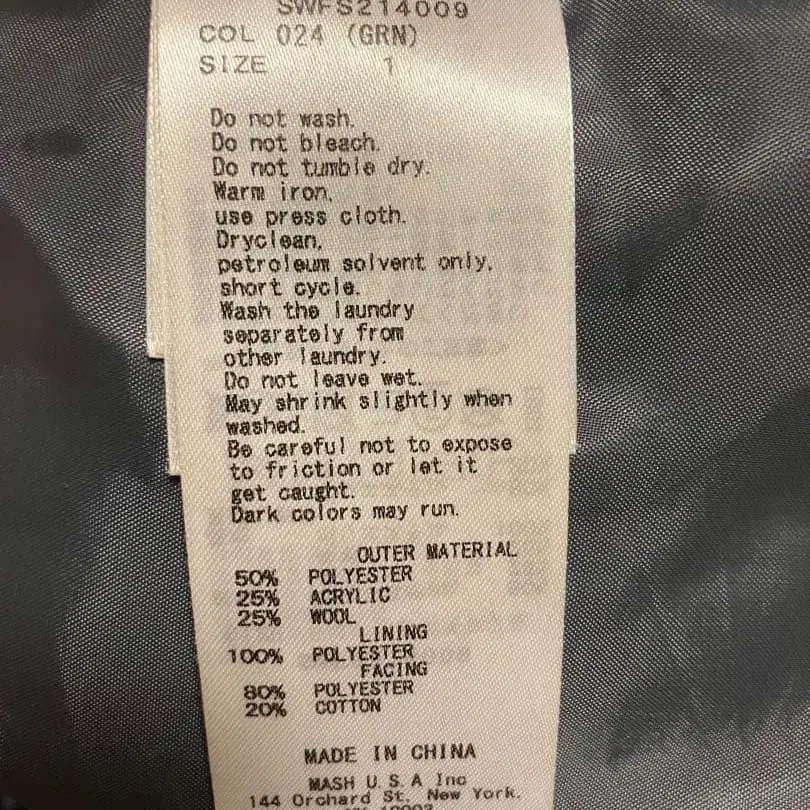 SWFS214009
COL 024 (GRN)
SIZE 1
Do not wash.
Do not bleach.
Do not tumble dry.
Warm iron,
use press cloth.
Dryclean,
petroleum solvent only,
short cycle.
Wash the laundry
separately from
other laundry.
Do not leave wet.
May shrink slightly when
washed.
Be careful not to expose
to friction or let it
get caught.
Dark colors may run.
OUTER MATERIAL
50% POLYESTER
25% ACRYLIC
25% WOOL
LINING
100% POLYESTER
FACING
80% POLYESTER
20% COTTON
MADE IN CHINA
MASH U.S.A Inc
144 Orchard St. New York.